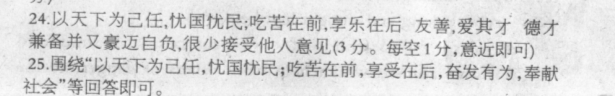 24.以天下为己任,忧国忧民;吃苦在前,享乐在后 友善,爱其才 德才
兼备并又豪迈自负,很少接受他人意见(3分。每空1分,意近即可)
25.围绕“以天下为己任,忧国忧民;吃苦在前,享受在后,奋发有为,奉献
社会”等回答即可。